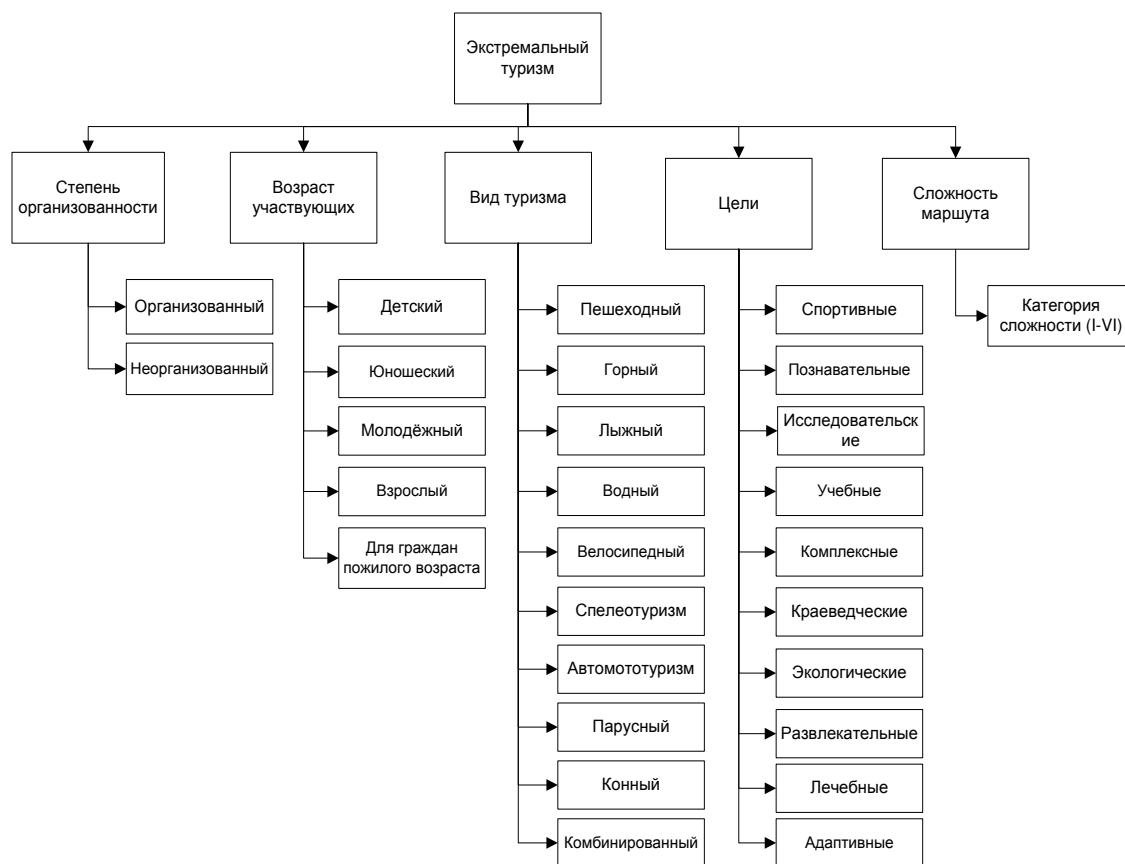 Экстремальный
туризм
Степень
организованности
Возраст
участвующих
Вид туризма
Цели
Сложность
маршута
Организованный
Неорганизованный
Детский
Юношеский
Молодёжный
Взрослый
Для граждан
пожилого возраста
Пешеходный
Горный
Лыжный
Водный
Велосипедный
Спелеотуризм
Автомототуризм
Парусный
Конный
Комбинированный
Спортивные
Познавательные
Исследовательск
ие
Учебные
Комплексные
Краеведческие
Экологические
Развлекательные
Лечебные
Адаптивные
Категория
сложности (I-VI)